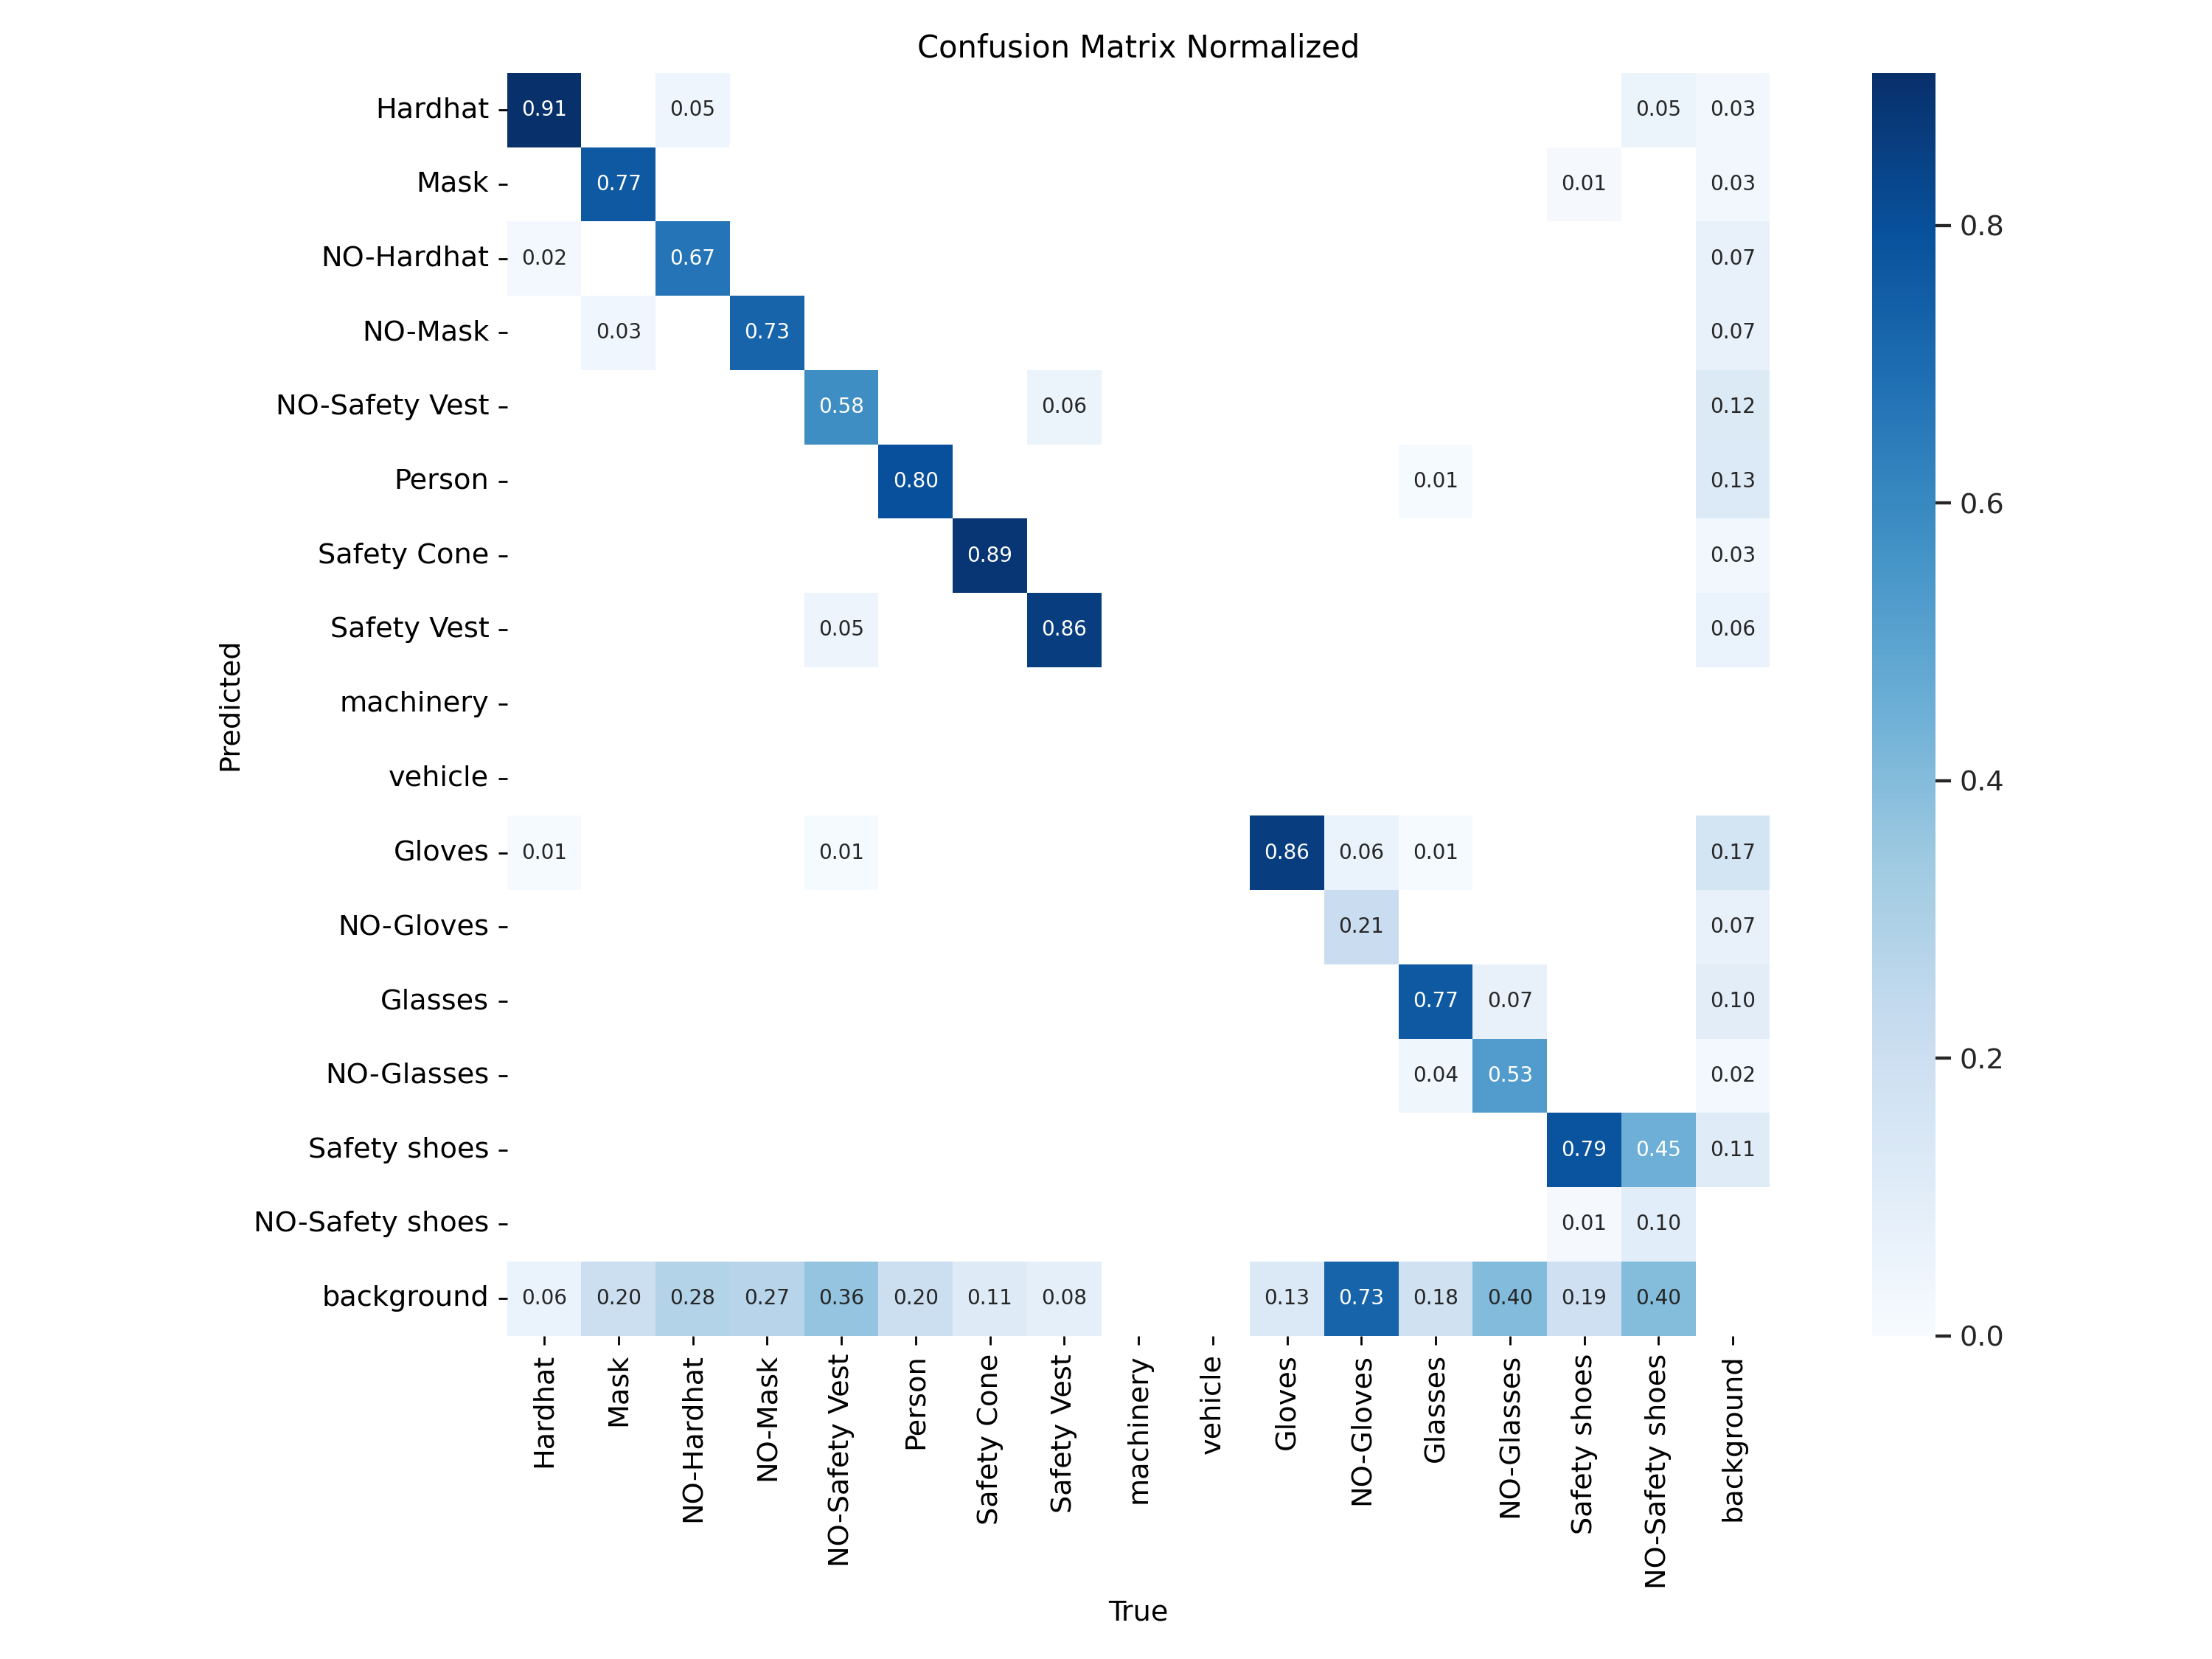 Confusion Matrix Normalized
Hardhat 0.91 0.05 0.05 0.03
Mask 0.77 0.01 0.03
NO-Hardhat 0.02 0.67 0.07
NO-Mask 0.03 0.73 0.07
NO-Safety Vest 0.58 0.06 0.12
Person 0.80 0.01 0.13
Safety Cone 0.89 0.03
Safety Vest 0.05 0.86 0.06
machinery
vehicle
Gloves 0.01 0.01 0.86 0.06 0.01 0.17
NO-Gloves 0.21 0.07
Glasses 0.77 0.07 0.10
NO-Glasses 0.04 0.53 0.02
Safety shoes 0.79 0.45 0.11
NO-Safety shoes 0.01 0.10
background 0.06 0.20 0.28 0.27 0.36 0.20 0.11 0.08 0.13 0.73 0.18 0.40 0.19 0.40
Predicted
Hardhat
Mask
NO-Hardhat
NO-Mask
NO-Safety Vest
Person
Safety Cone
Safety Vest
machinery
vehicle
Gloves
NO-Gloves
Glasses
NO-Glasses
Safety shoes
NO-Safety shoes
background
True
0.8
0.6
0.4
0.2
0.0